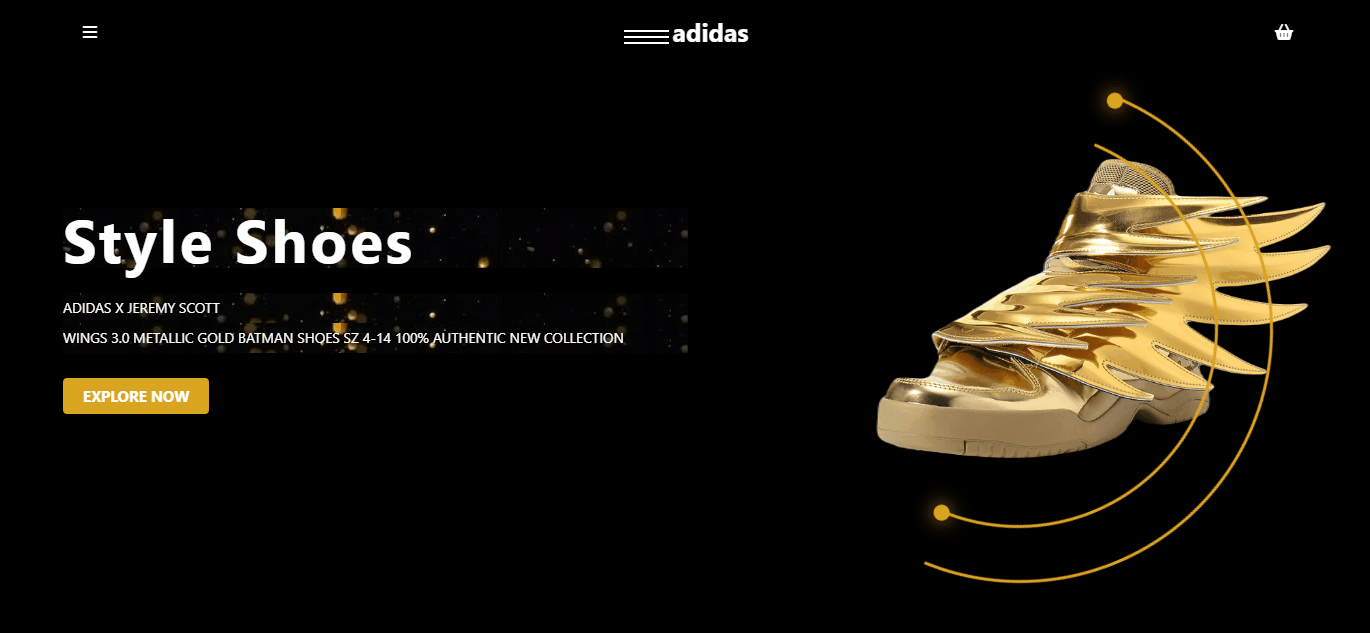 adidas
Style Shoes
ADIDAS X JEREMY SCOTT
WINGS 3.0 METALLIC GOLD BATMAN SHOES SZ 4-14 100% AUTHENTIC NEW COLLECTION
EXPLORE NOW